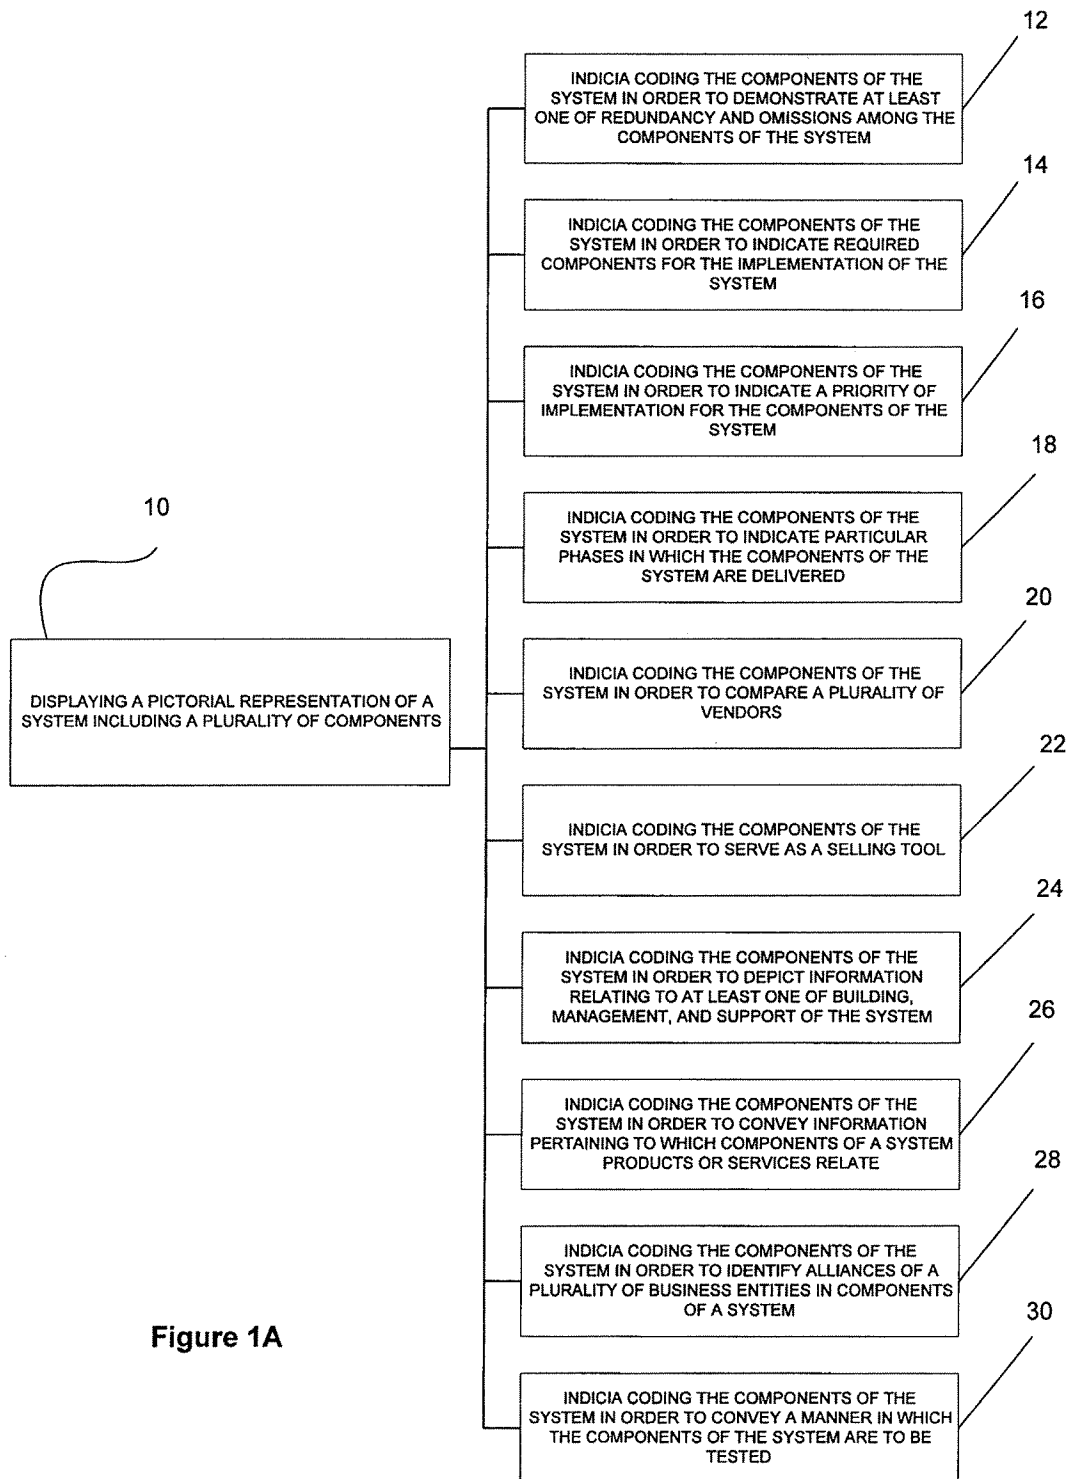 12
INDICIA CODING THE COMPONENTS OF THE
SYSTEM IN ORDER TO DEMONSTRATE AT LEAST
ONE OF REDUNDANCY AND OMISSIONS AMONG THE
COMPONENTS OF THE SYSTEM
14
INDICIA CODING THE COMPONENTS OF THE
SYSTEM IN ORDER TO INDICATE REQUIRED
COMPONENTS FOR THE IMPLEMENTATION OF THE
SYSTEM
16
INDICIA CODING THE COMPONENTS OF THE
SYSTEM IN ORDER TO INDICATE A PRIORITY OF
IMPLEMENTATION FOR THE COMPONENTS OF THE
SYSTEM
18
INDICIA CODING THE COMPONENTS OF THE
SYSTEM IN ORDER TO INDICATE PARTICULAR
PHASES IN WHICH THE COMPONENTS OF THE
SYSTEM ARE DELIVERED
10
DISPLAYING A PICTORIAL REPRESENTATION OF A
SYSTEM INCLUDING A PLURALITY OF COMPONENTS
20
INDICIA CODING THE COMPONENTS OF THE
SYSTEM IN ORDER TO COMPARE A PLURALITY OF
VENDORS
22
INDICIA CODING THE COMPONENTS OF THE
SYSTEM IN ORDER TO SERVE AS A SELLING TOOL
24
INDICIA CODING THE COMPONENTS OF THE
SYSTEM IN ORDER TO DEPICT INFORMATION
RELATING TO AT LEAST ONE OF BUILDING,
MANAGEMENT, AND SUPPORT OF THE SYSTEM
26
INDICIA CODING THE COMPONENTS OF THE
SYSTEM IN ORDER TO CONVEY INFORMATION
PERTAINING TO WHICH COMPONENTS OF A SYSTEM
PRODUCTS OR SERVICES RELATE
28
INDICIA CODING THE COMPONENTS OF THE
SYSTEM IN ORDER TO IDENTIFY ALLIANCES OF A
PLURALITY OF BUSINESS ENTITIES IN COMPONENTS
OF A SYSTEM
30
INDICIA CODING THE COMPONENTS OF THE
SYSTEM IN ORDER TO CONVEY A MANNER IN WHICH
THE COMPONENTS OF THE SYSTEM ARE TO BE
TESTED
Figure 1A